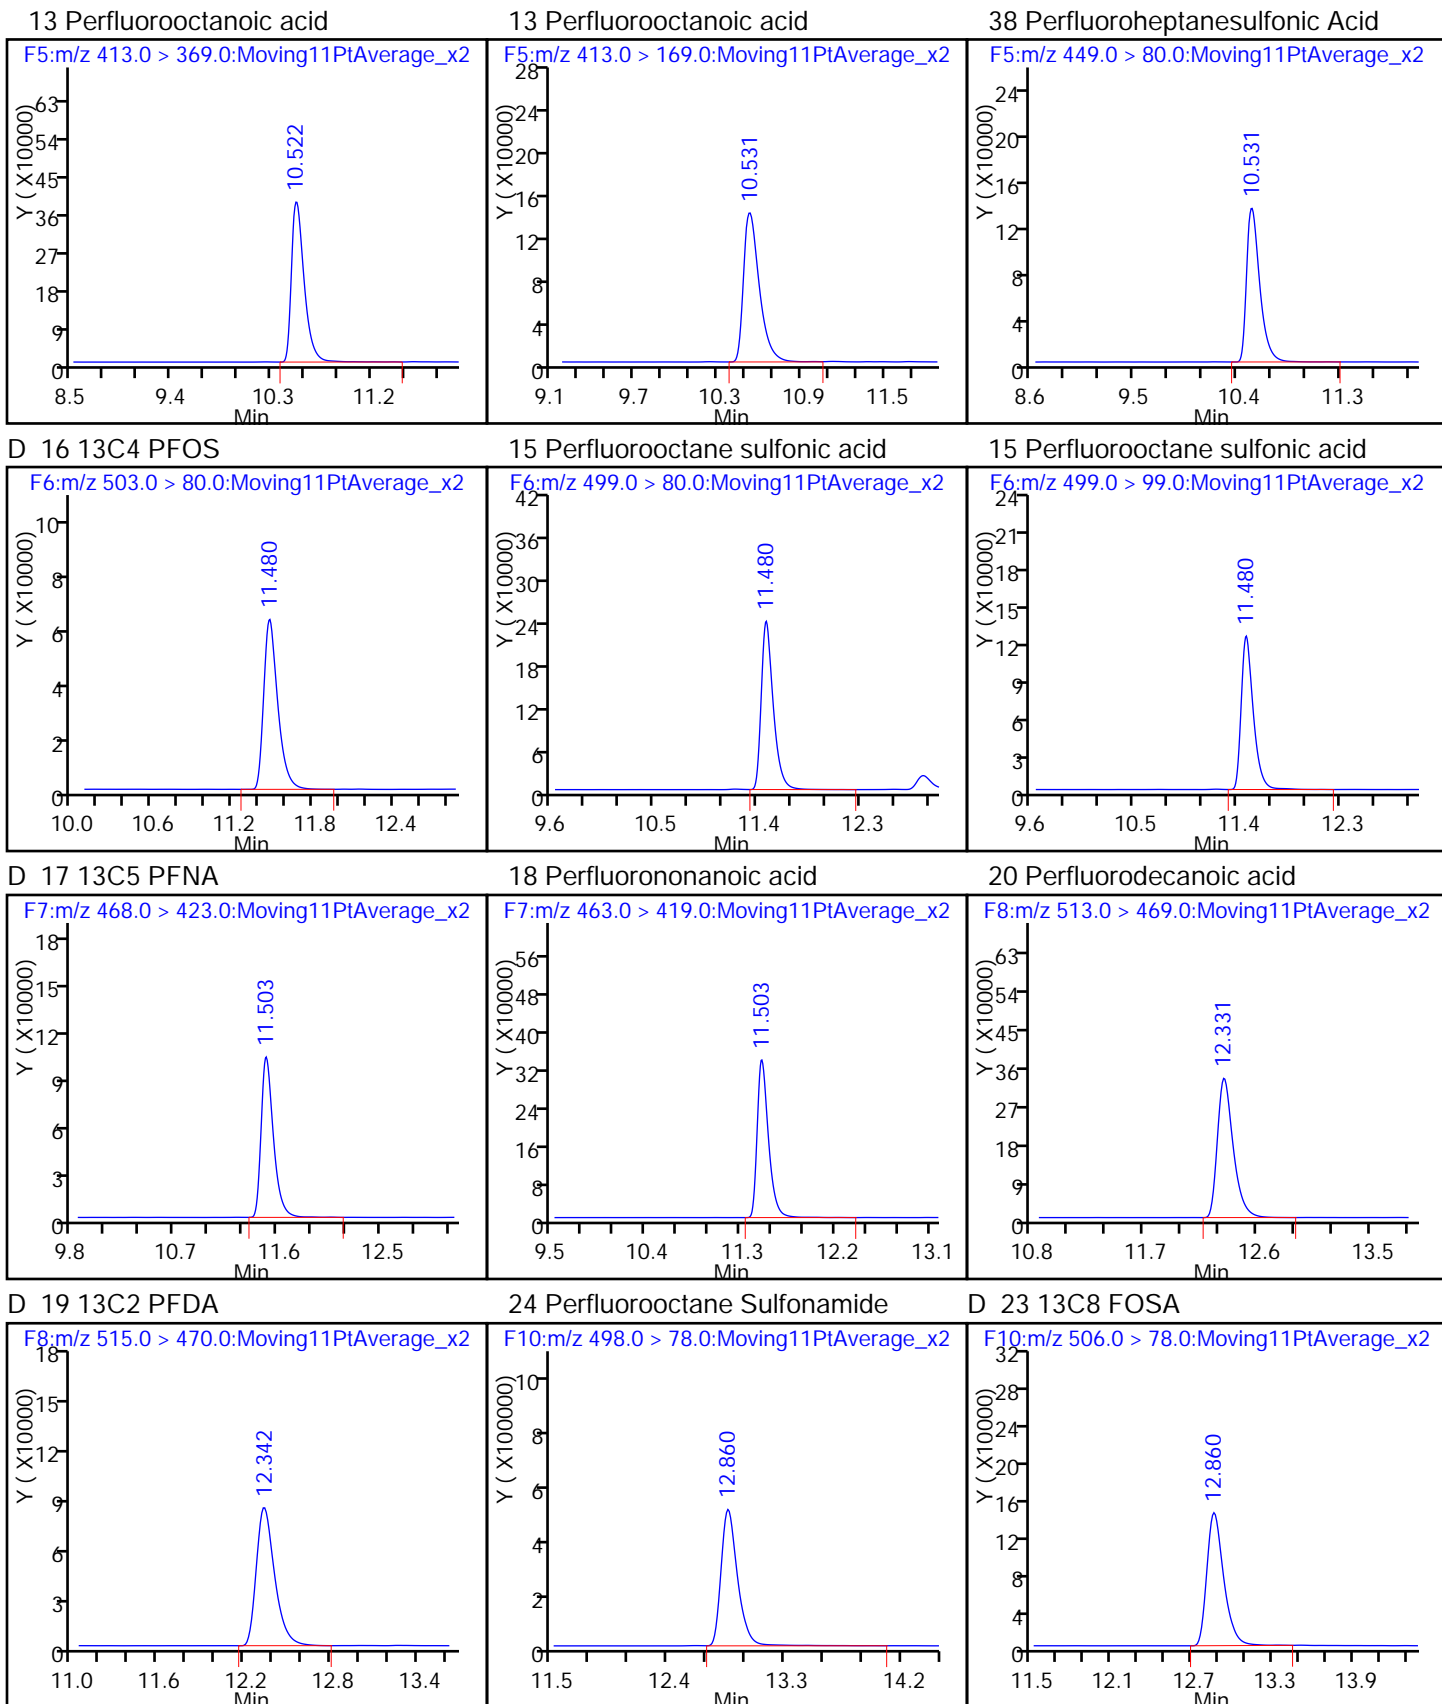 13 Perfluorooctanoic acid
F5:m/z 413.0 > 369.0:Moving11PtAverage_x2
Y ( X10000)
63
54
45
36
27
18
9
0
10.522
8.5 9.4 10.3 11.2
Min
13 Perfluorooctanoic acid
F5:m/z 413.0 > 169.0:Moving11PtAverage_x2
Y ( X10000)
28
24
20
16
12
8
4
0
10.531
9.1 9.7 10.3 10.9 11.5
Min
38 Perfluoroheptanesulfonic Acid
F5:m/z 449.0 > 80.0:Moving11PtAverage_x2
Y ( X10000)
24
20
16
12
8
4
0
10.531
8.6 9.5 10.4 11.3
Min
D 16 13C4 PFOS
F6:m/z 503.0 > 80.0:Moving11PtAverage_x2
Y ( X10000)
10
8
6
4
2
0
11.480
10.0 10.6 11.2 11.8 12.4
Min
15 Perfluorooctane sulfonic acid
F6:m/z 499.0 > 80.0:Moving11PtAverage_x2
Y ( X10000)
42
36
30
24
18
12
6
0
11.480
9.6 10.5 11.4 12.3
Min
15 Perfluorooctane sulfonic acid
F6:m/z 499.0 > 99.0:Moving11PtAverage_x2
Y ( X10000)
24
21
18
15
12
9
6
3
0
11.480
9.6 10.5 11.4 12.3
Min
D 17 13C5 PFNA
F7:m/z 468.0 > 423.0:Moving11PtAverage_x2
Y ( X10000)
18
15
12
9
6
3
0
11.503
9.8 10.7 11.6 12.5
Min
18 Perfluorononanoic acid
F7:m/z 463.0 > 419.0:Moving11PtAverage_x2
Y ( X10000)
56
48
40
32
24
16
8
0
11.503
9.5 10.4 11.3 12.2 13.1
Min
20 Perfluorodecanoic acid
F8:m/z 513.0 > 469.0:Moving11PtAverage_x2
Y ( X10000)
63
54
45
36
27
18
9
0
12.331
10.8 11.7 12.6 13.5
Min
D 19 13C2 PFDA
F8:m/z 515.0 > 470.0:Moving11PtAverage_x2
Y ( X10000)
18
15
12
9
6
3
0
12.342
11.0 11.6 12.2 12.8 13.4
Min
24 Perfluorooctane Sulfonamide
F10:m/z 498.0 > 78.0:Moving11PtAverage_x2
Y ( X100000)
10
8
6
4
2
0
12.860
11.5 12.4 13.3 14.2
Min
D 23 13C8 FOSA
F10:m/z 506.0 > 78.0:Moving11PtAverage_x2
Y ( X10000)
32
28
24
20
16
12
8
4
0
12.860
11.5 12.1 12.7 13.3 13.9
Min